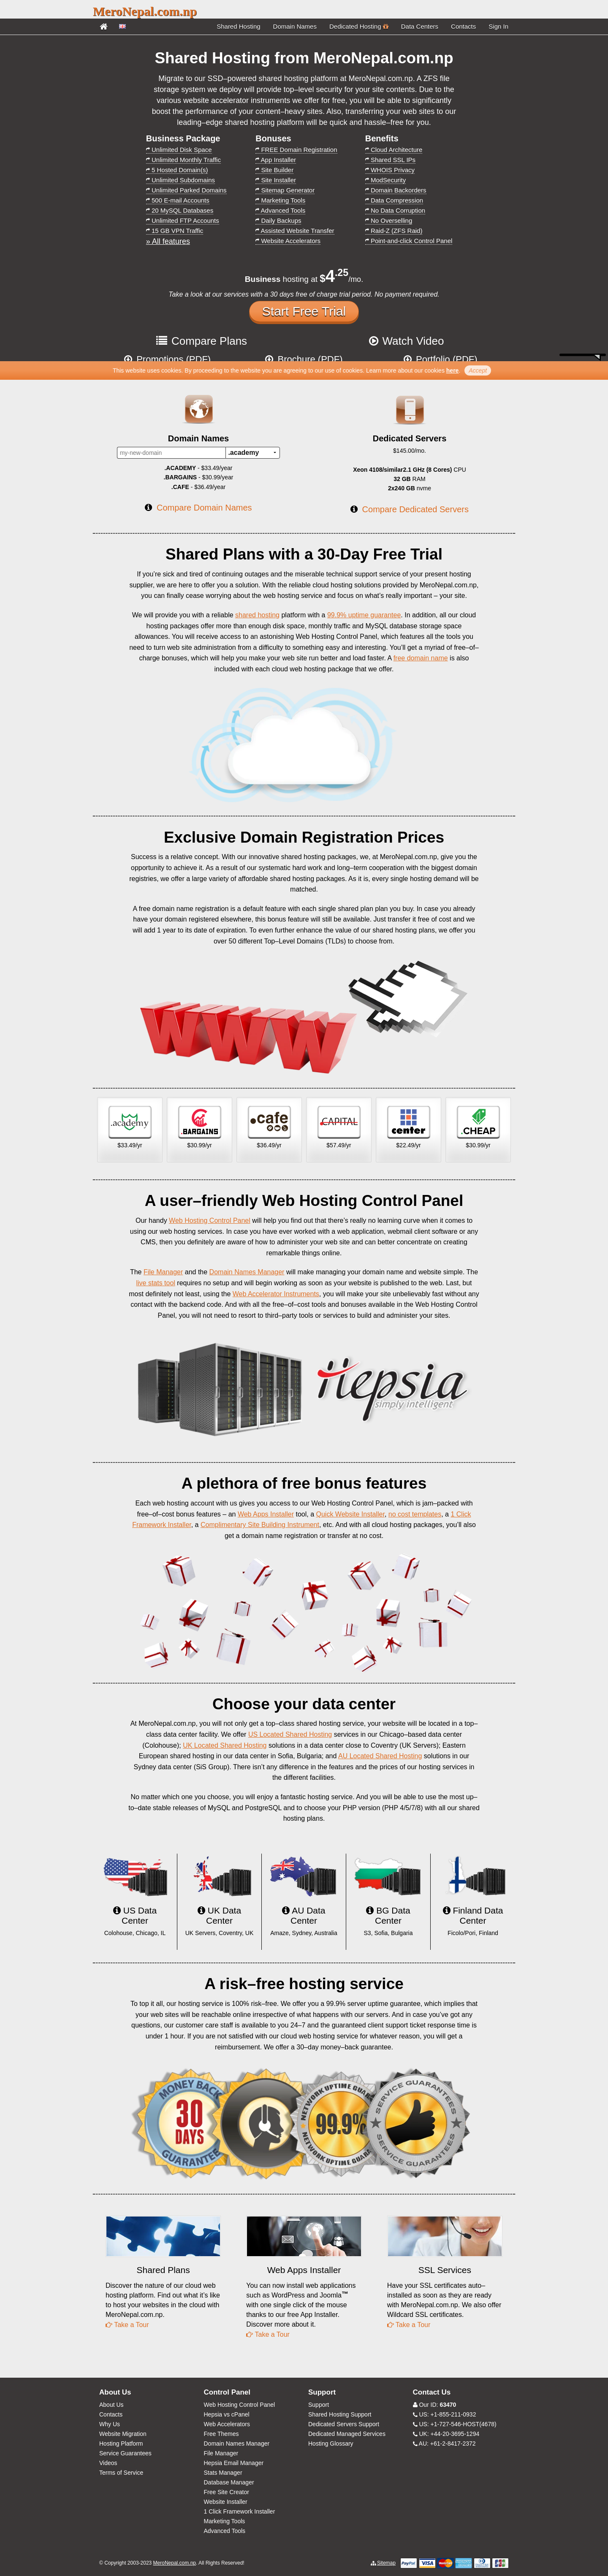 MeroNepal.com.np
Shared Hosting Domain Names Dedicated Hosting Data Centers Contacts Sign In
Shared Hosting from MeroNepal.com.np
Migrate to our SSD–powered shared hosting platform at MeroNepal.com.np. A ZFS file
storage system we deploy will provide top–level security for your site contents. Due to the
various website accelerator instruments we offer for free, you will be able to significantly
boost the performance of your content–heavy sites. Also, transferring your web sites to our
leading–edge shared hosting platform will be quick and hassle–free for you.
Business Package
Unlimited Disk Space
Unlimited Monthly Traffic
5 Hosted Domain(s)
Unlimited Subdomains
Unlimited Parked Domains
500 E-mail Accounts
20 MySQL Databases
Unlimited FTP Accounts
15 GB VPN Traffic
» All features
Bonuses
FREE Domain Registration
App Installer
Site Builder
Site Installer
Sitemap Generator
Marketing Tools
Advanced Tools
Daily Backups
Assisted Website Transfer
Website Accelerators
Benefits
Cloud Architecture
Shared SSL IPs
WHOIS Privacy
ModSecurity
Domain Backorders
Data Compression
No Data Corruption
No Overselling
Raid-Z (ZFS Raid)
Point-and-click Control Panel
Business hosting at $4.25/mo.
Take a look at our services with a 30 days free of charge trial period. No payment required.
Start Free Trial
Compare Plans Watch Video
Promotions (PDF) Brochure (PDF) Portfolio (PDF)
This website uses cookies. By proceeding to the website you are agreeing to our use of cookies. Learn more about our cookies here. Accept
Domain Names
my-new-domain .academy
.ACADEMY - $33.49/year
.BARGAINS - $30.99/year
.CAFE - $36.49/year
Compare Domain Names
Dedicated Servers
$145.00/mo.
Xeon 4108/similar2.1 GHz (8 Cores) CPU
32 GB RAM
2x240 GB nvme
Compare Dedicated Servers
Shared Plans with a 30-Day Free Trial
If you're sick and tired of continuing outages and the miserable technical support service of your present hosting
supplier, we are here to offer you a solution. With the reliable cloud hosting solutions provided by MeroNepal.com.np,
you can finally cease worrying about the web hosting service and focus on what's really important to you – your site.
We will provide you with a reliable shared hosting platform with a 99.9% uptime guarantee. In addition, all our cloud
hosting packages offer more than enough disk space, monthly traffic and MySQL database storage space
allowances. You will receive access to an astonishing Web Hosting Control Panel, which features all the tools you
need to turn web site administration from a difficulty to something easy and interesting. You'll get a myriad of free–of–
charge bonuses, which will help you make your web site run better and load faster. A free domain name is also
included with each cloud web hosting package that we offer.
Exclusive Domain Registration Prices
Success is a relative concept. With our innovative shared hosting packages, we, at MeroNepal.com.np, give you the
opportunity to achieve it. As a result of our systematic hard work and long–term cooperation with the biggest domain
registries, we offer a large variety of affordable shared hosting packages. As it is, every single hosting demand will be
matched.
A free domain name registration is a default feature with each single shared plan you buy. In case you already
have your domain registered elsewhere, this bonus feature will still be available. Just transfer it free of cost and we
will add 1 year to its date of expiration. To even further enhance the value of our shared hosting plans, we offer you
over 50 different Top–Level Domains (TLDs) to choose from.
WWW
.academy .BARGAINS .cafe .CAPITAL center .CHEAP
$33.49/yr $30.99/yr $36.49/yr $57.49/yr $22.49/yr $30.99/yr
A user–friendly Web Hosting Control Panel
Our handy Web Hosting Control Panel will help you find out that there's really no learning curve when it comes to
using our web hosting services. In case you have ever worked with a web application, webmail client software or any
CMS, then you definitely are aware of how to administer your web site and can better concentrate on creating
remarkable things online.
The File Manager and the Domain Names Manager will make managing your domain name and website simple. The
live stats tool requires no setup and will begin working as soon as your website is published to the web. Last, but
most definitely not least, using the Web Accelerator Instruments, you will make your site unbelievably fast without any
contact with the backend code. And with all the free–of–cost tools and bonuses available in the Web Hosting Control
Panel, you will not need to resort to third–party tools or services to build and administer your sites.
Hepsia
simply intelligent
A plethora of free bonus features
Each web hosting account with us gives you access to our Web Hosting Control Panel, which is jam–packed with
free–of–cost bonus features – an Web Apps Installer tool, a Quick Website Installer, no cost templates, a 1 Click
Framework Installer, a Complimentary Site Building Instrument, etc. And with all cloud hosting packages, you'll also
get a domain name registration or transfer at no cost.
Choose your data center
At MeroNepal.com.np, you will not only get a top–class shared hosting service, your website will be located in a top–
class data center facility. We offer US Located Shared Hosting services in our Chicago–based data center
(Colohouse); UK Located Shared Hosting solutions in a data center close to Coventry (UK Servers); Eastern
European shared hosting in our data center in Sofia, Bulgaria; and AU Located Shared Hosting solutions in our
Sydney data center (SiS Group). There isn't any difference in the features and the prices of our hosting services in
the different facilities.
No matter which one you choose, you will enjoy a fantastic hosting service. And you will be able to use the most up–
to–date stable releases of MySQL and PostgreSQL and to choose your PHP version (PHP 4/5/7/8) with all our shared
hosting plans.
US Data
Center
Colohouse, Chicago, IL
UK Data
Center
UK Servers, Coventry, UK
AU Data
Center
Amaze, Sydney, Australia
BG Data
Center
S3, Sofia, Bulgaria
Finland Data
Center
Ficolo/Pori, Finland
A risk–free hosting service
To top it all, our hosting service is 100% risk–free. We offer you a 99.9% server uptime guarantee, which implies that
your web sites will be reachable online irrespective of what happens with our servers. And in case you've got any
questions, our customer care staff is available to you 24–7 and the guaranteed client support ticket response time is
under 1 hour. If you are not satisfied with our cloud web hosting service for whatever reason, you will get a
reimbursement. We offer a 30–day money–back guarantee.
MONEY BACK
30
DAYS
GUARANTEE
NETWORK UPTIME GUARANTEE
99.9%
NETWORK UPTIME GUARANTEE
SERVICE GUARANTEES
SERVICE GUARANTEES
Shared Plans
Discover the nature of our cloud web
hosting platform. Find out what it's like
to host your websites in the cloud with
MeroNepal.com.np.
Take a Tour
Web Apps Installer
You can now install web applications
such as WordPress and Joomla™
with one single click of the mouse
thanks to our free App Installer.
Discover more about it.
Take a Tour
SSL Services
Have your SSL certificates auto–
installed as soon as they are ready
with MeroNepal.com.np. We also offer
Wildcard SSL certificates.
Take a Tour
About Us
About Us
Contacts
Why Us
Website Migration
Hosting Platform
Service Guarantees
Videos
Terms of Service
Control Panel
Web Hosting Control Panel
Hepsia vs cPanel
Web Accelerators
Free Themes
Domain Names Manager
File Manager
Hepsia Email Manager
Stats Manager
Database Manager
Free Site Creator
Website Installer
1 Click Framework Installer
Marketing Tools
Advanced Tools
Support
Support
Shared Hosting Support
Dedicated Servers Support
Dedicated Managed Services
Hosting Glossary
Contact Us
Our ID: 63470
US: +1-855-211-0932
US: +1-727-546-HOST(4678)
UK: +44-20-3695-1294
AU: +61-2-8417-2372
© Copyright 2003-2023 MeroNepal.com.np. All Rights Reserved!
Sitemap PayPal VISA